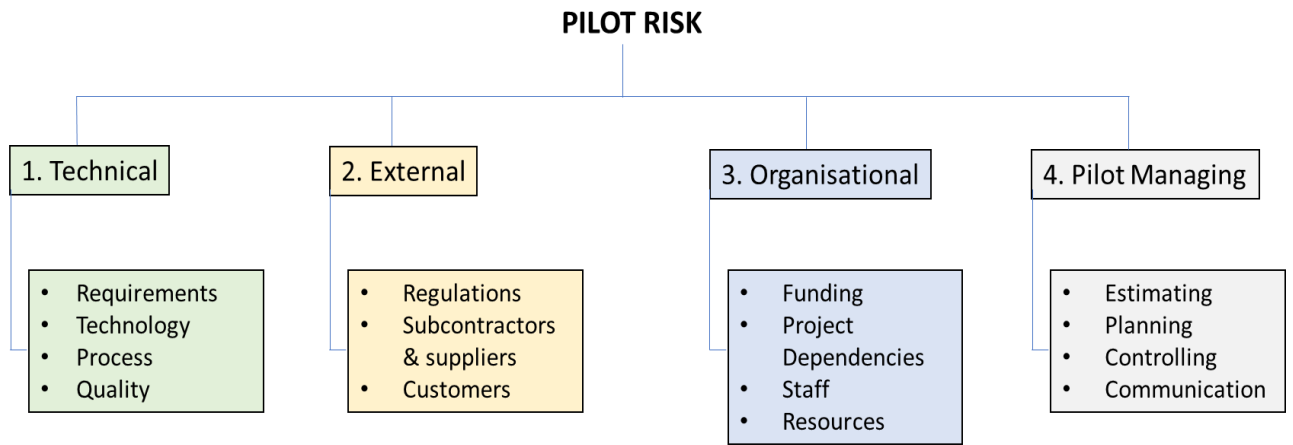 PILOT RISK
1. Technical
2. External
3. Organisational
4. Pilot Managing
• Requirements
• Technology
• Process
• Quality
• Regulations
• Subcontractors
& suppliers
• Customers
• Funding
• Project
Dependencies
• Staff
• Resources
• Estimating
• Planning
• Controlling
• Communication